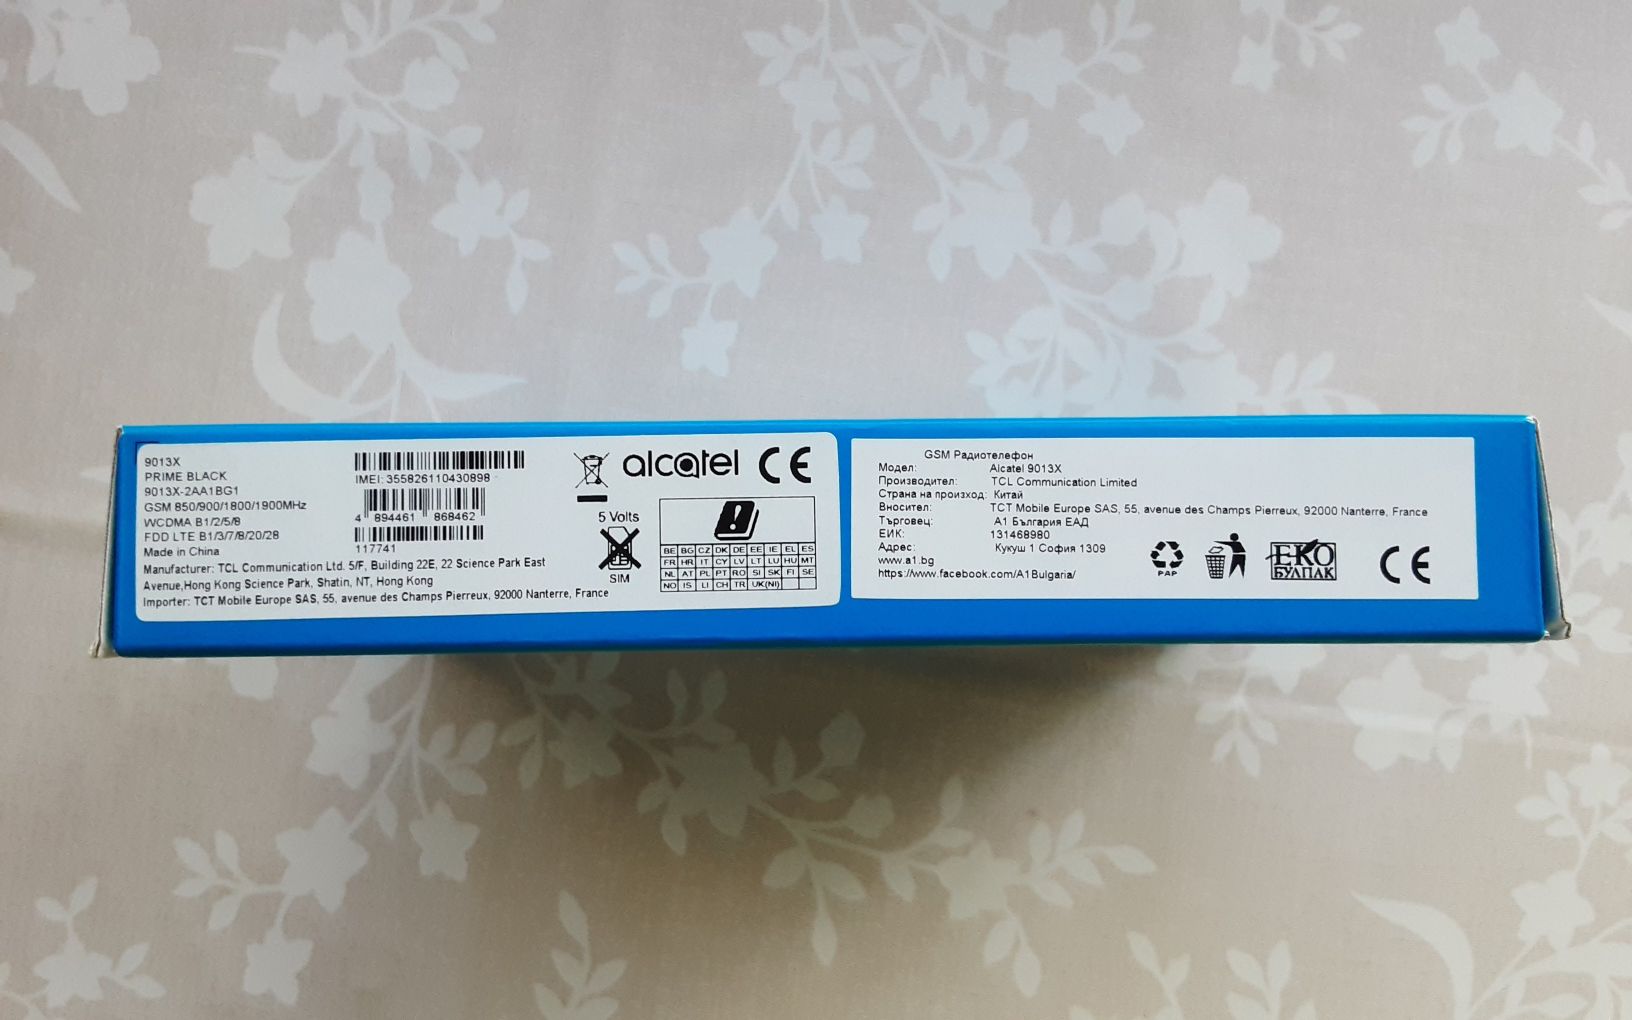 9013X
PRIME BLACK
9013X-2AA1BG1
GSM 850/900/1800/1900MHz
WCDMA B1/2/5/8
FDD LTE B1/3/7/8/20/28
Made in China
Manufacturer: TCL Communication Ltd. 5/F, Building 22E, 22 Science Park East
Avenue,Hong Kong Science Park, Shatin, NT, Hong Kong
Importer: TCT Mobile Europe SAS, 55, avenue des Champs Pierreux, 92000 Nanterre, France
IMEI: 355826110430898
4 894461 868462
117741
alcatel CE
5 Volts
SIM
BE BG CZ DK DE EE IE EL ES
FR HR IT CY LV LT LU HU MT
NL AT PL PT RO SI SK FI SE
NO IS LI CH TR UK(NI)
GSM Радиотелефон
Модел: Alcatel 9013X
Производител: TCL Communication Limited
Страна на произход: Китай
Вносител: TCT Mobile Europe SAS, 55, avenue des Champs Pierreux, 92000 Nanterre, France
Търговец: А1 България ЕАД
ЕИК: 131468980
Адрес: Кукуш 1 София 1309
www.a1.bg
https://www.facebook.com/A1Bulgaria/
PAP
ЕКО
БУЛПАК
CE